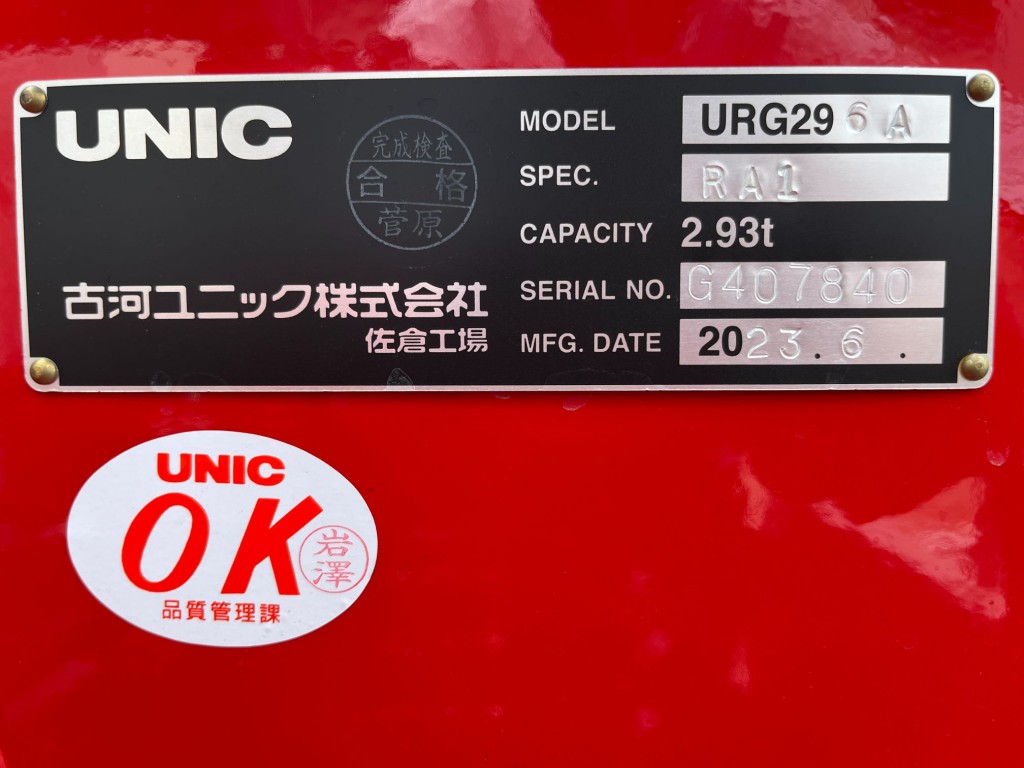 UNIC
完成検査
合格
菅原
古河ユニック株式会社
佐倉工場
MODEL URG296A
SPEC. RA1
CAPACITY 2.93t
SERIAL NO. G407840
MFG. DATE 2023.6.
UNIC
OK
岩澤
品質管理課